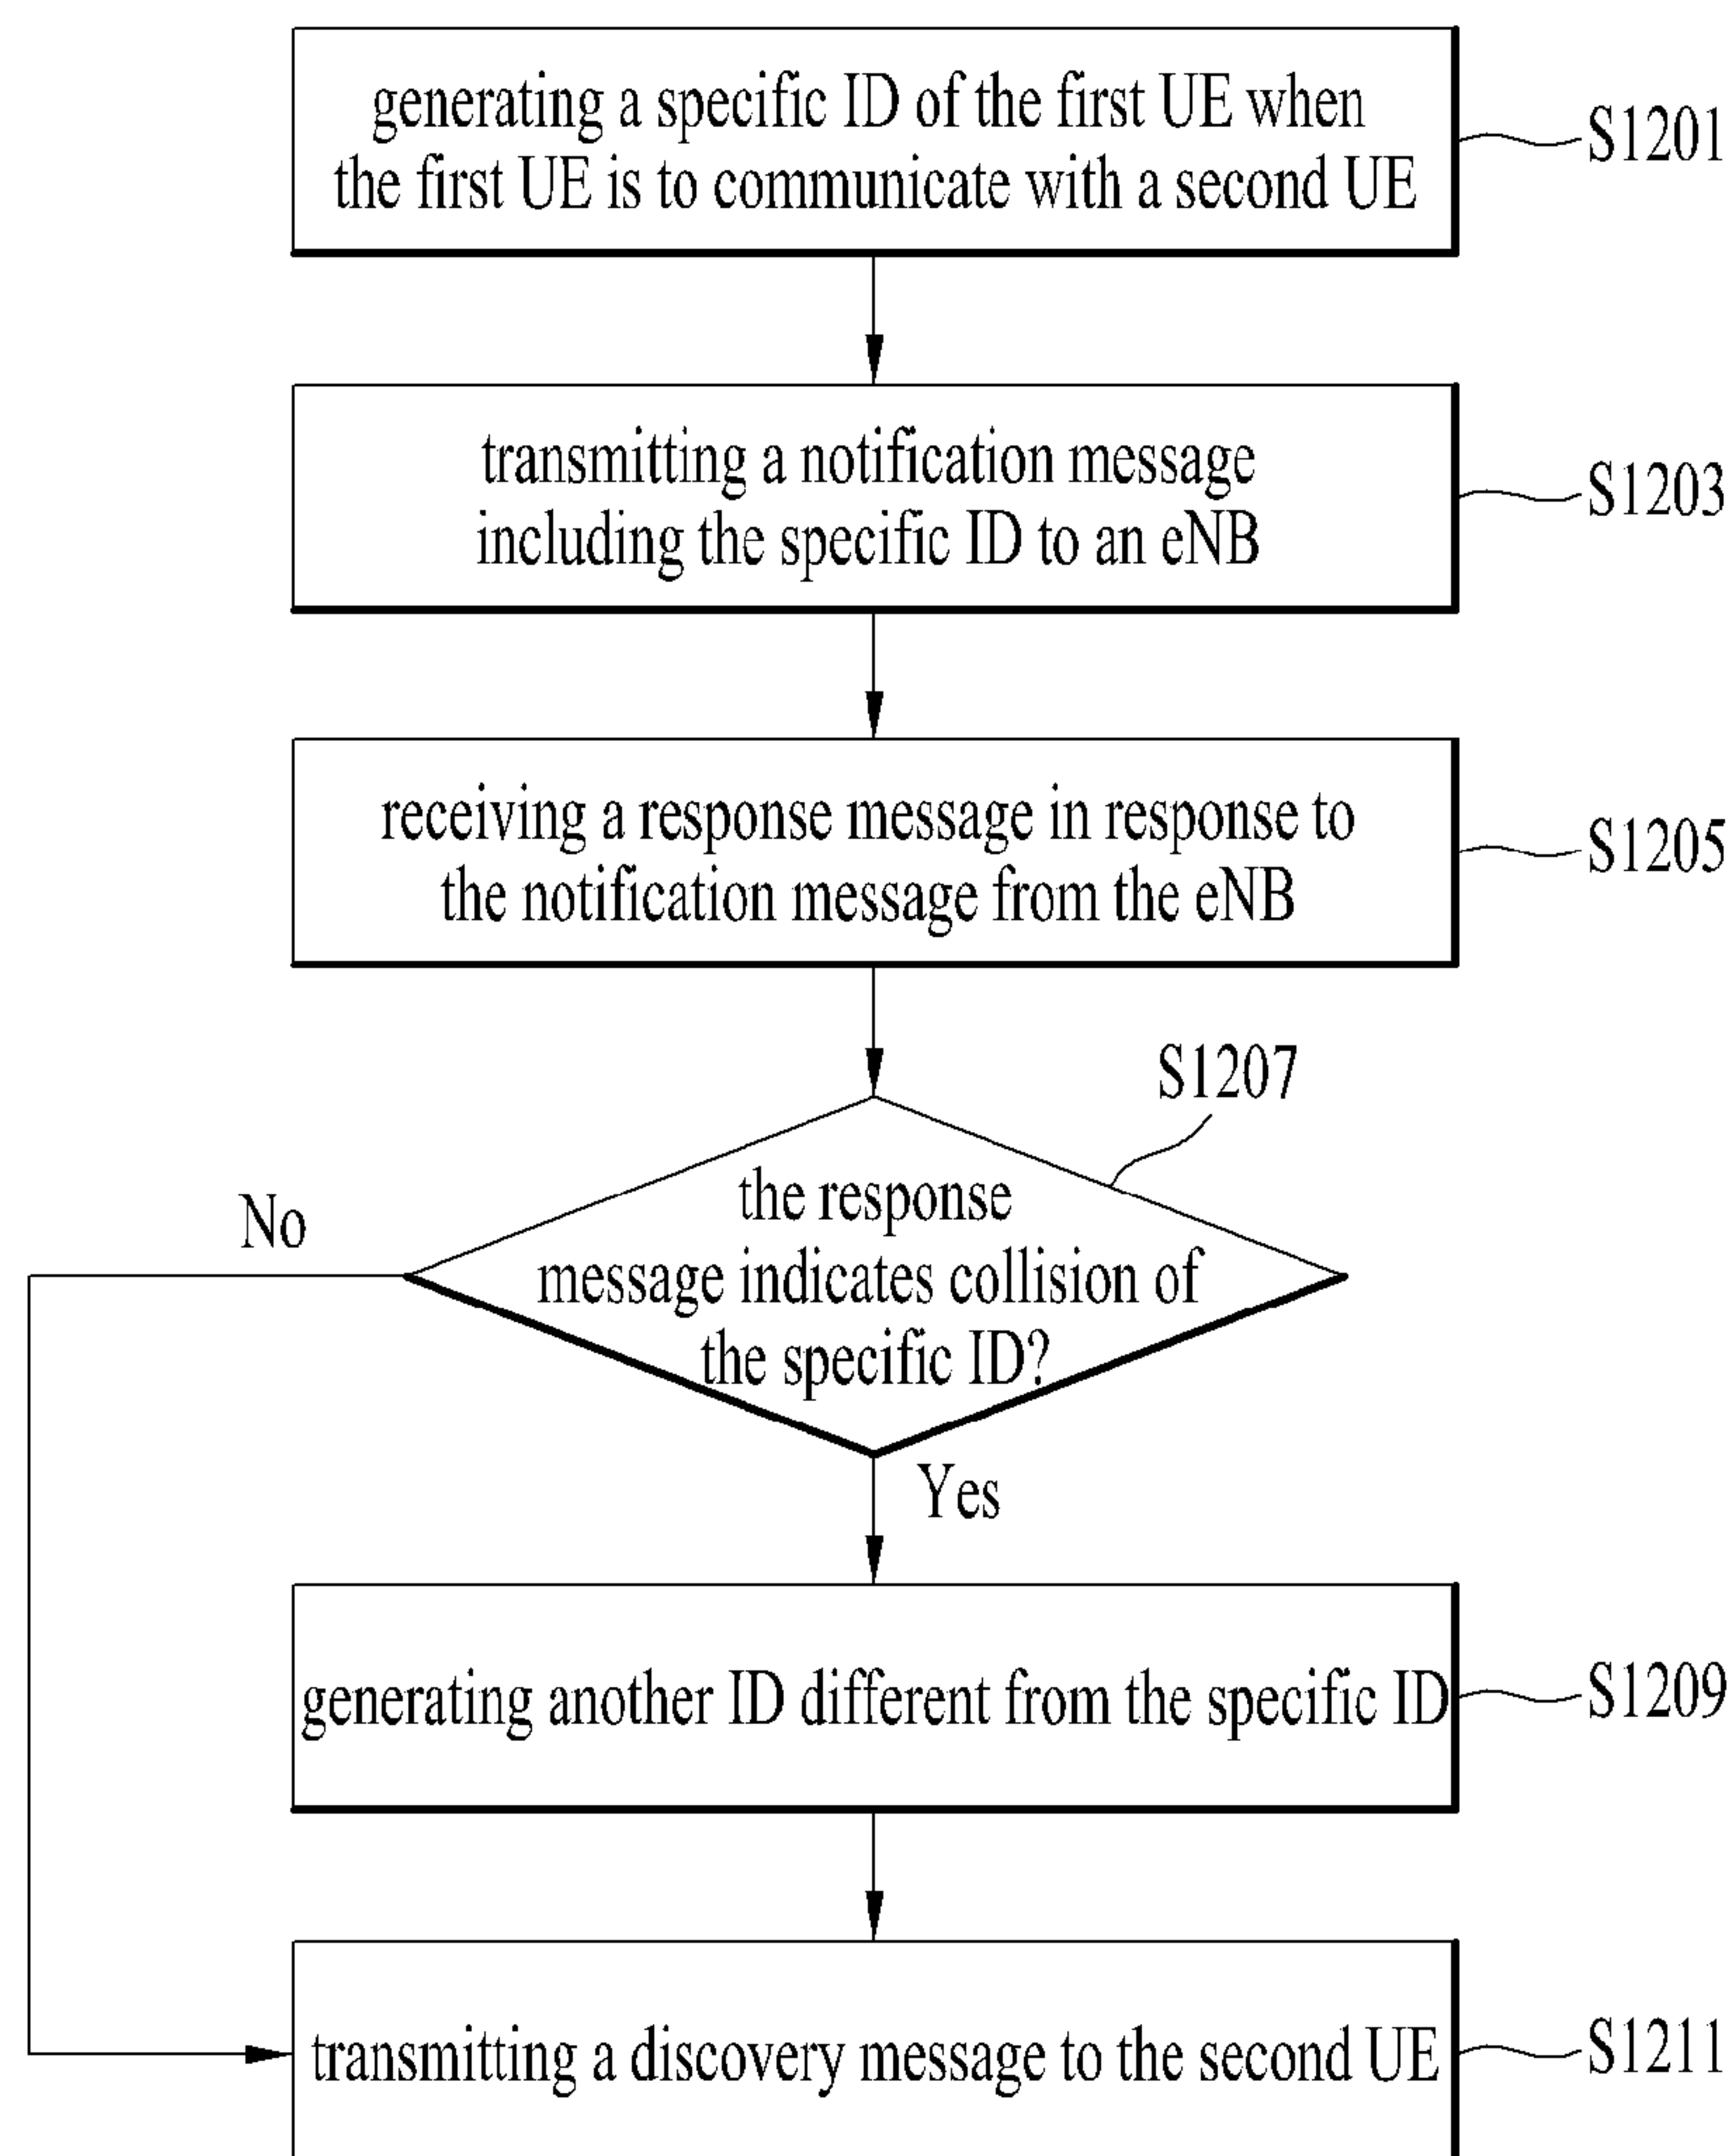 generating a specific ID of the first UE when
the first UE is to communicate with a second UE
S1201
transmitting a notification message
including the specific ID to an eNB
S1203
receiving a response message in response to
the notification message from the eNB
S1205
S1207
the response
message indicates collision of
the specific ID?
No
Yes
generating another ID different from the specific ID
S1209
transmitting a discovery message to the second UE
S1211